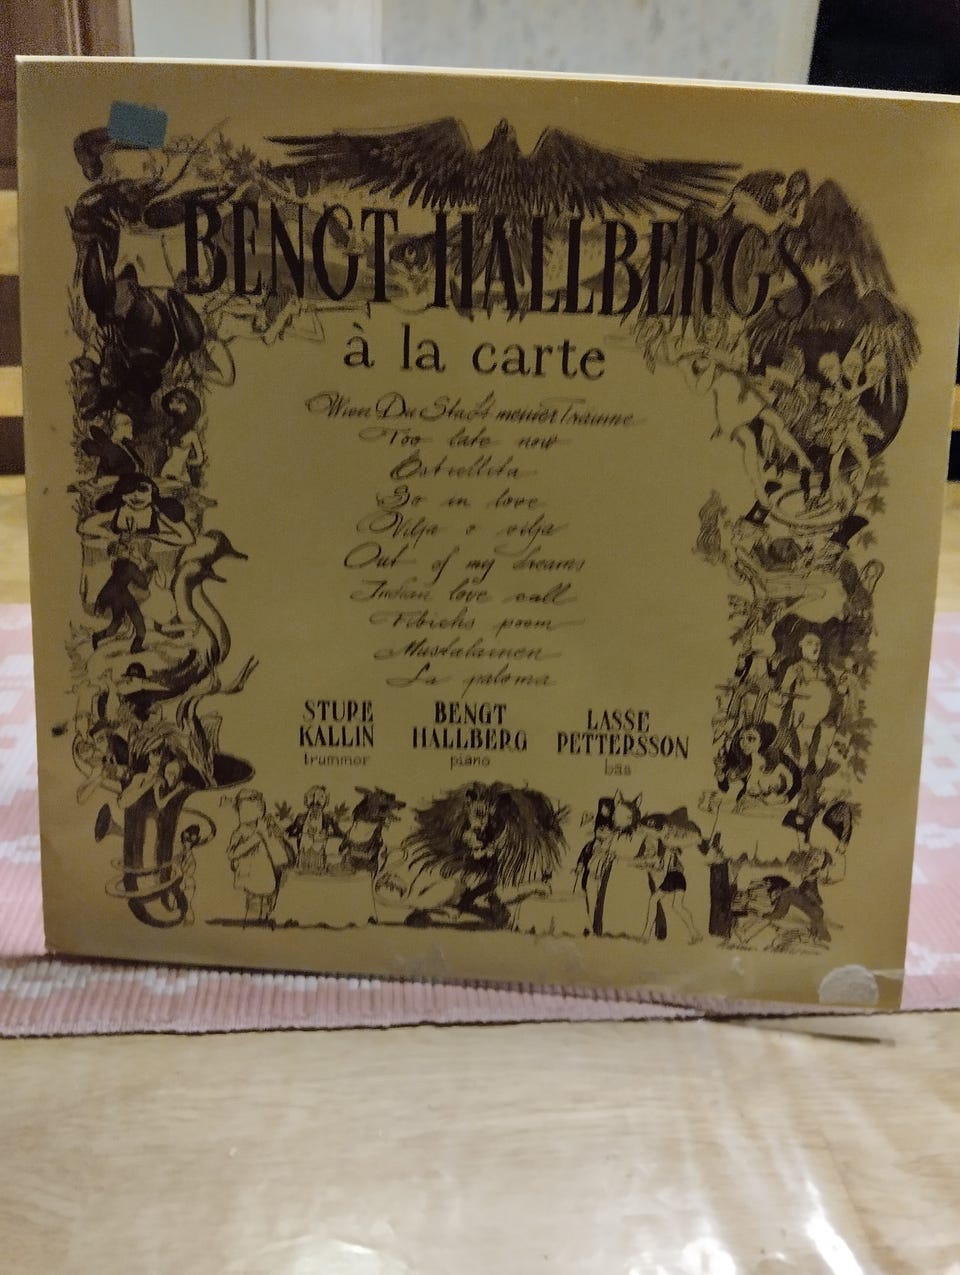 BENGT HALLBERGS
à la carte
Wien Du Stadt meiner Träume
Too late now
Estrellita
So in love
Vilja o vilja
Out of my dreams
Indian love call
Fibichs poem
Mustalainen
La paloma
STURE KALLIN
trummor
BENGT HALLBERG
piano
LASSE PETTERSSON
bas